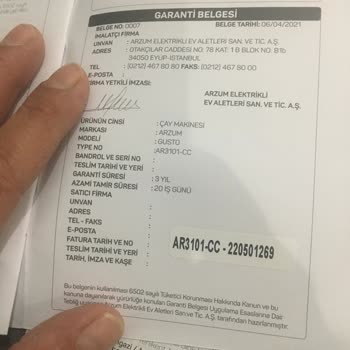 GARANTİ BELGESİ
BELGE NO: 0007 BELGE TARİHİ: 06/04/2021
İMALATÇI FİRMA
UNVAN : ARZUM ELEKTRİKLİ EV ALETLERİ SAN. VE TİC. A.Ş.
ADRES : OTAKÇILAR CADDESİ NO: 78 KAT: 1 B BLOK NO: B1b
34050 EYÜP-İSTANBUL
TEL : (0212) 467 80 80 FAKS: (0212) 467 80 00
E-POSTA :
FİRMA YETKİLİ İMZASI:
ARZUM ELEKTRİKLİ
EV ALETLERİ SAN. VE TİC. A.Ş.
ÜRÜNÜN CİNSİ : ÇAY MAKİNESİ
MARKASI : ARZUM
MODELİ : GUSTO
TYPE NO : AR3101-CC
BANDROL VE SERİ NO :
TESLİM TARİHİ VE YERİ :
GARANTİ SÜRESİ : 3 YIL
AZAMİ TAMİR SÜRESİ : 20 İŞ GÜNÜ
SATICI FİRMA
UNVAN :
ADRES :
TEL - FAKS :
E-POSTA :
FATURA TARİH VE NO :
TESLİM TARİHİ VE YERİ :
TARİH, İMZA VE KAŞE :
AR3101-CC - 220501269
Bu belgenin kullanılması 6502 sayılı Tüketici Korunması Hakkında Kanun ve bu
kanuna dayanılarak yürürlüğe konulan Garanti Belgesi Uygulama Esaslarına Dair
Tebliğ uyarınca Arzum Elektrikli Ev Aletleri San. ve Tic. A.Ş. tarafından hazırlanmıştır.